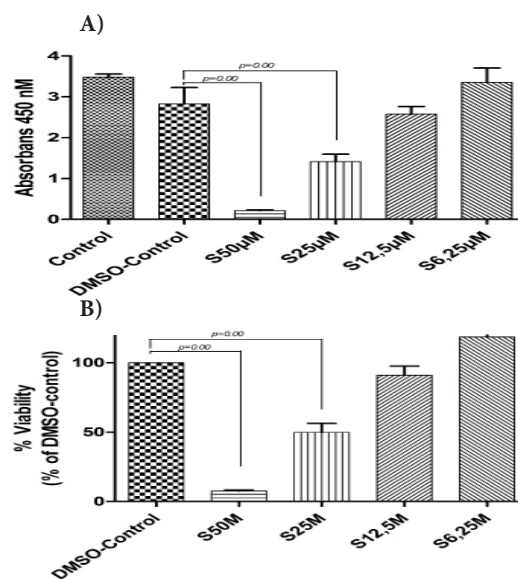 A)
p=0.00
p=0.00
Absorbans 450 nM
4
3
2
1
0
Control
DMSO-Control
S50µM
S25µM
S12,5µM
S6,25µM
B)
p=0.00
p=0.00
% Viability
(% of DMSO-control)
100
50
0
DMSO-Control
S50M
S25M
S12,5M
S6,25M